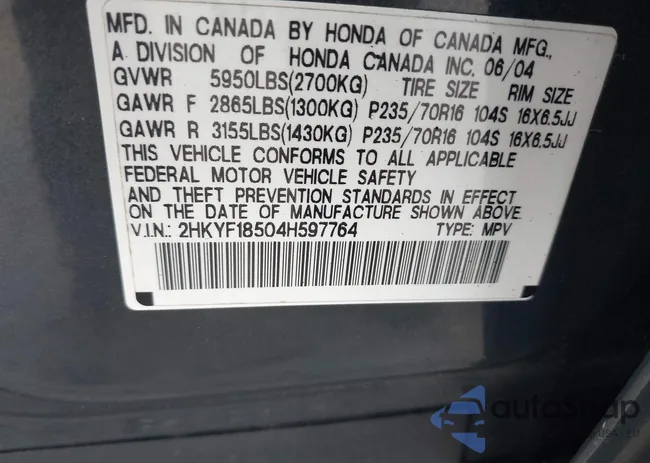 MFD. IN CANADA BY HONDA OF CANADA MFG.,
A DIVISION OF HONDA CANADA INC. 06/04
GVWR 5950LBS(2700KG) TIRE SIZE RIM SIZE
GAWR F 2865LBS(1300KG) P235/70R16 104S 16X6.5JJ
GAWR R 3155LBS(1430KG) P235/70R16 104S 16X6.5JJ
THIS VEHICLE CONFORMS TO ALL APPLICABLE
FEDERAL MOTOR VEHICLE SAFETY
AND THEFT PREVENTION STANDARDS IN EFFECT
ON THE DATE OF MANUFACTURE SHOWN ABOVE.
V.I.N.: 2HKYF18504H597764 TYPE: MPV
autosnap